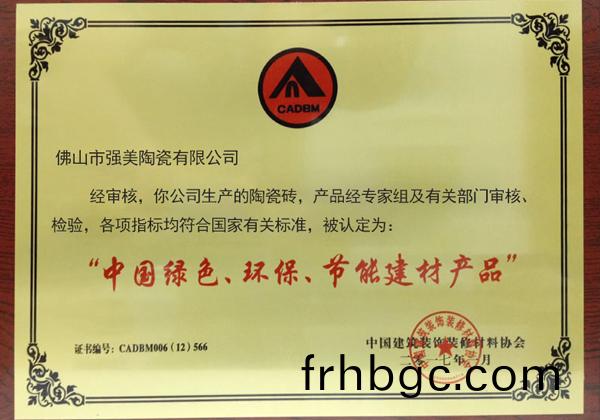 CADBM
佛山市强美陶瓷有限公司
经审核，你公司生产的陶瓷砖，产品经专家组及有关部门审核、
检验，各项指标均符合国家有关标准，被认定为：
“中国绿色、环保、节能建材产品”
证书编号：CADBM006（12）566
中国建筑装饰装修材料协会
frhbgc.com